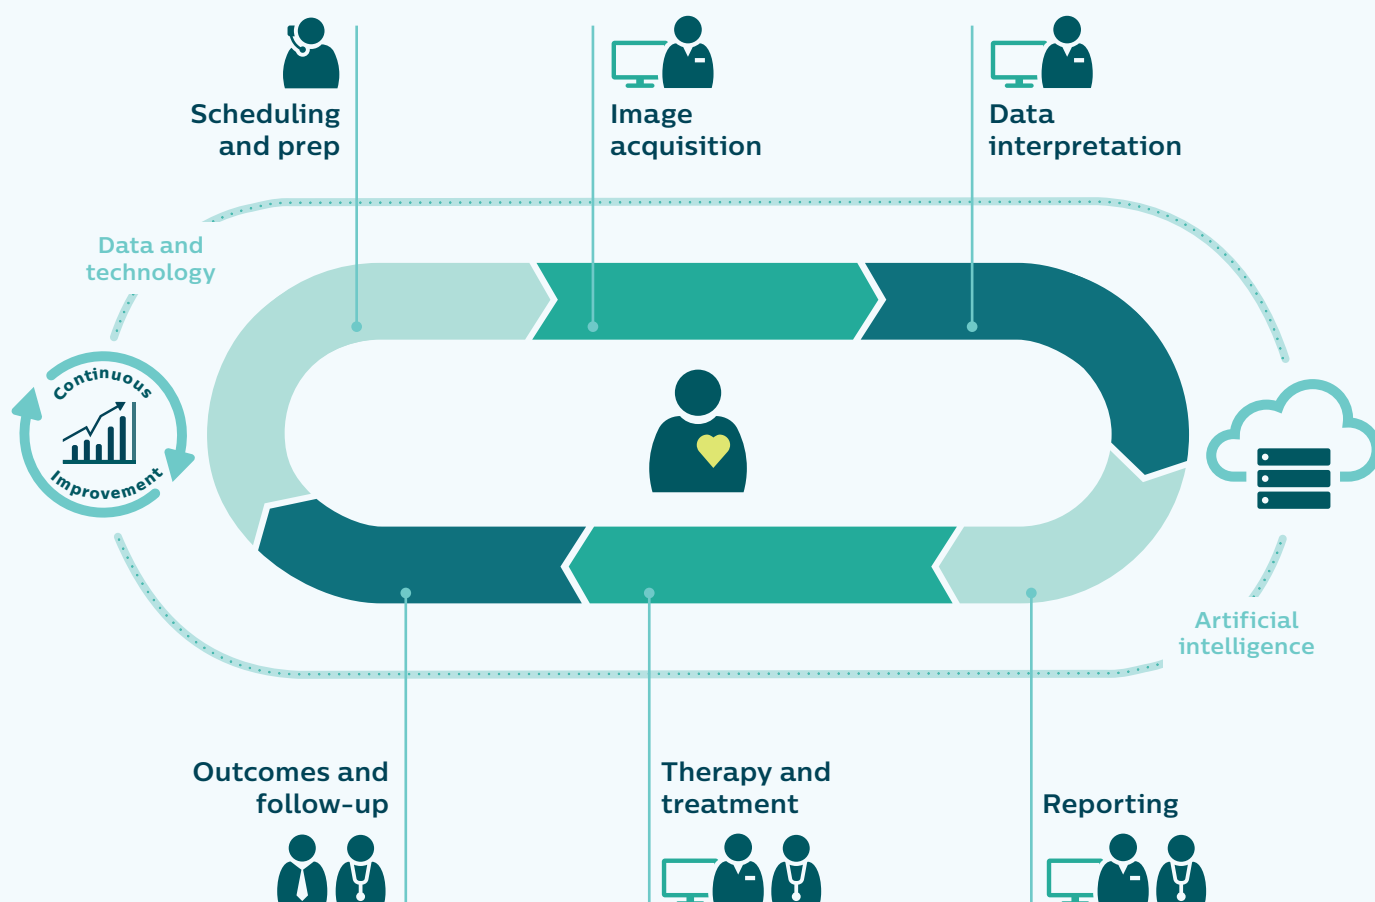 Scheduling
and prep
Image
acquisition
Data
interpretation
Data and
technology
Continuous
Improvement
Artificial
intelligence
Outcomes and
follow-up
Therapy and
treatment
Reporting